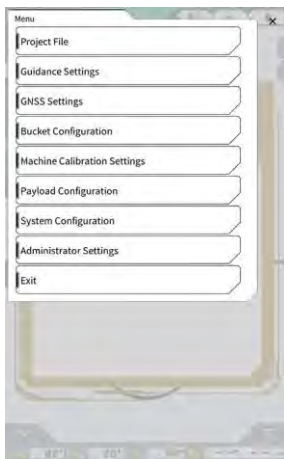 Menu
Project File
Guidance Settings
GNSS Settings
Bucket Configuration
Machine Calibration Settings
Payload Configuration
System Configuration
Administrator Settings
Exit